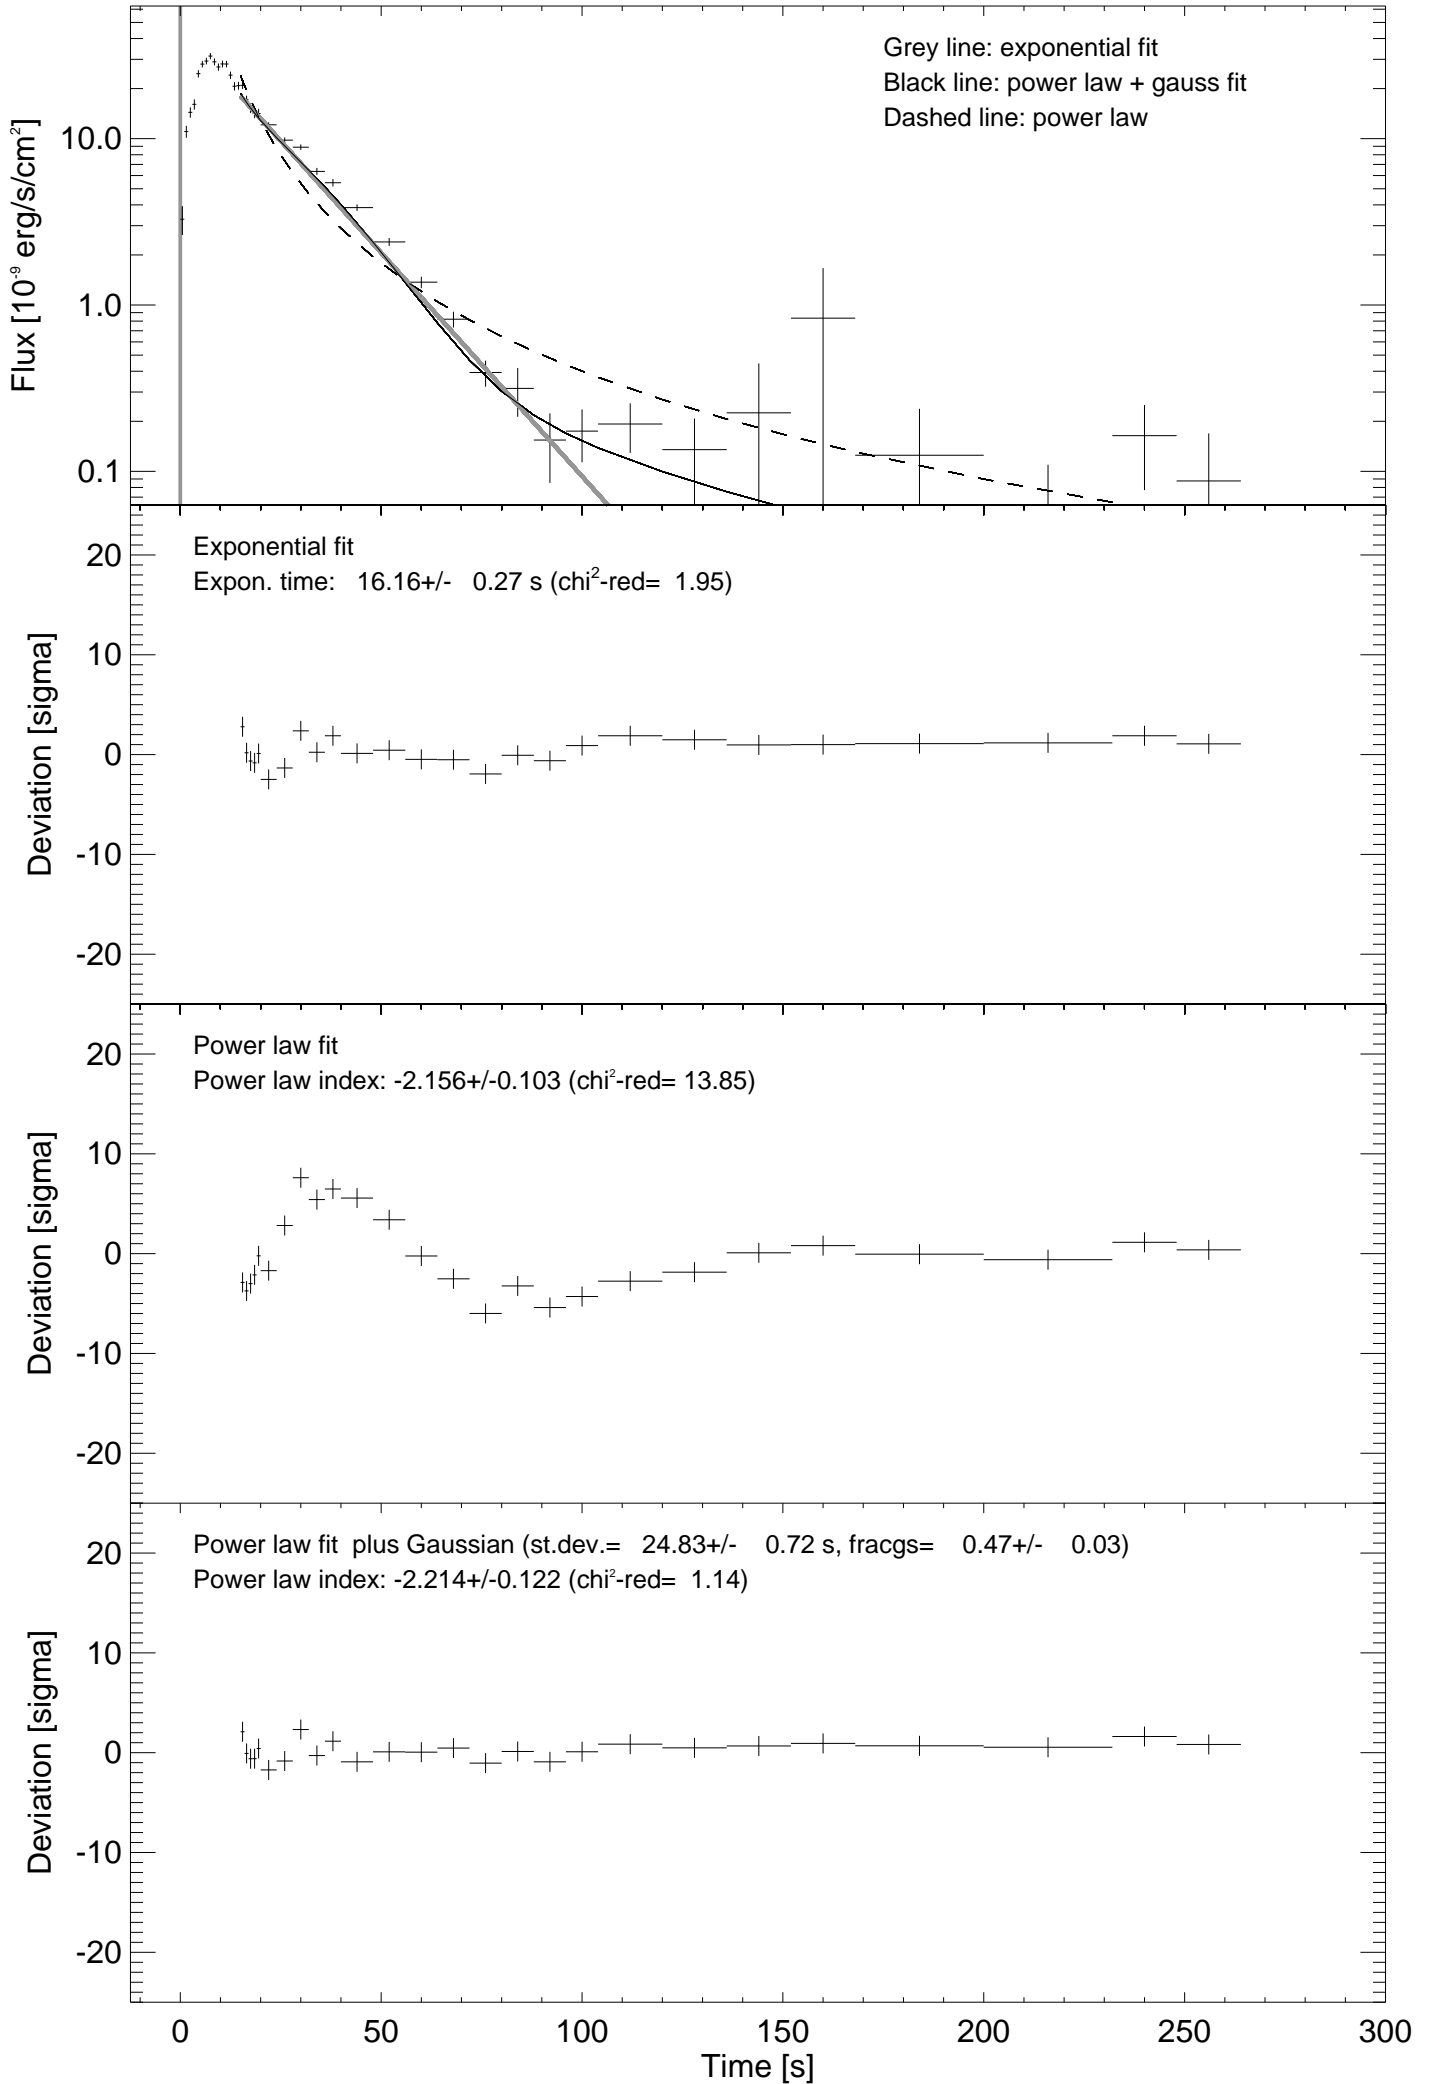 Grey line: exponential fit
Black line: power law + gauss fit
Dashed line: power law
Flux [10⁻⁹ erg/s/cm²]
10.0
1.0
0.1
Exponential fit
Expon. time: 16.16+/- 0.27 s (chi²-red= 1.95)
Deviation [sigma]
20
10
0
-10
-20
Power law fit
Power law index: -2.156+/-0.103 (chi²-red= 13.85)
Deviation [sigma]
20
10
0
-10
-20
Power law fit plus Gaussian (st.dev.= 24.83+/- 0.72 s, fracgs= 0.47+/- 0.03)
Power law index: -2.214+/-0.122 (chi²-red= 1.14)
Deviation [sigma]
20
10
0
-10
-20
0 50 100 150 200 250 300
Time [s]